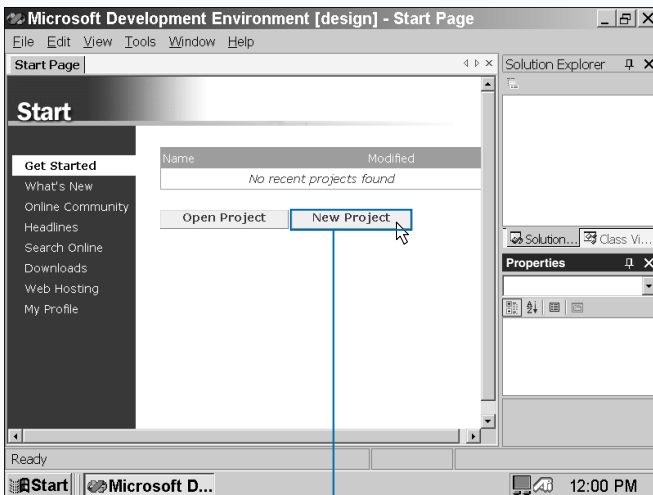 Microsoft Development Environment [design] - Start Page
File Edit View Tools Window Help
Start Page
Solution Explorer
Start
Get Started
What's New
Online Community
Headlines
Search Online
Downloads
Web Hosting
My Profile
Name Modified
No recent projects found
Open Project New Project
Solution... Class Vi...
Properties
Ready
Start Microsoft D... 12:00 PM